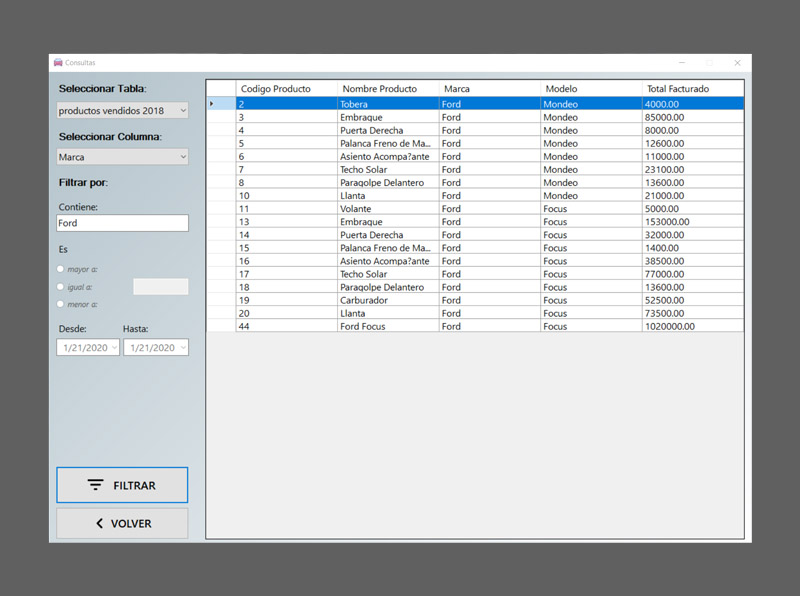 Consultas
Seleccionar Tabla:
productos vendidos 2018
Seleccionar Columna:
Marca
Filtrar por:
Contiene:
Ford
Es
mayor a:
igual a:
menor a:
Desde: Hasta:
1/21/2020 1/21/2020
FILTRAR
VOLVER
Codigo Producto Nombre Producto Marca Modelo Total Facturado
2 Tobera Ford Mondeo 4000.00
3 Embrague Ford Mondeo 85000.00
4 Puerta Derecha Ford Mondeo 8000.00
5 Palanca Freno de Ma... Ford Mondeo 12600.00
6 Asiento Acompa?ante Ford Mondeo 11000.00
7 Techo Solar Ford Mondeo 23100.00
8 Paragolpe Delantero Ford Mondeo 13600.00
10 Llanta Ford Mondeo 21000.00
11 Volante Ford Focus 5000.00
13 Embrague Ford Focus 153000.00
14 Puerta Derecha Ford Focus 32000.00
15 Palanca Freno de Ma... Ford Focus 1400.00
16 Asiento Acompa?ante Ford Focus 38500.00
17 Techo Solar Ford Focus 77000.00
18 Paragolpe Delantero Ford Focus 13600.00
19 Carburador Ford Focus 52500.00
20 Llanta Ford Focus 73500.00
44 Ford Focus Ford Focus 1020000.00